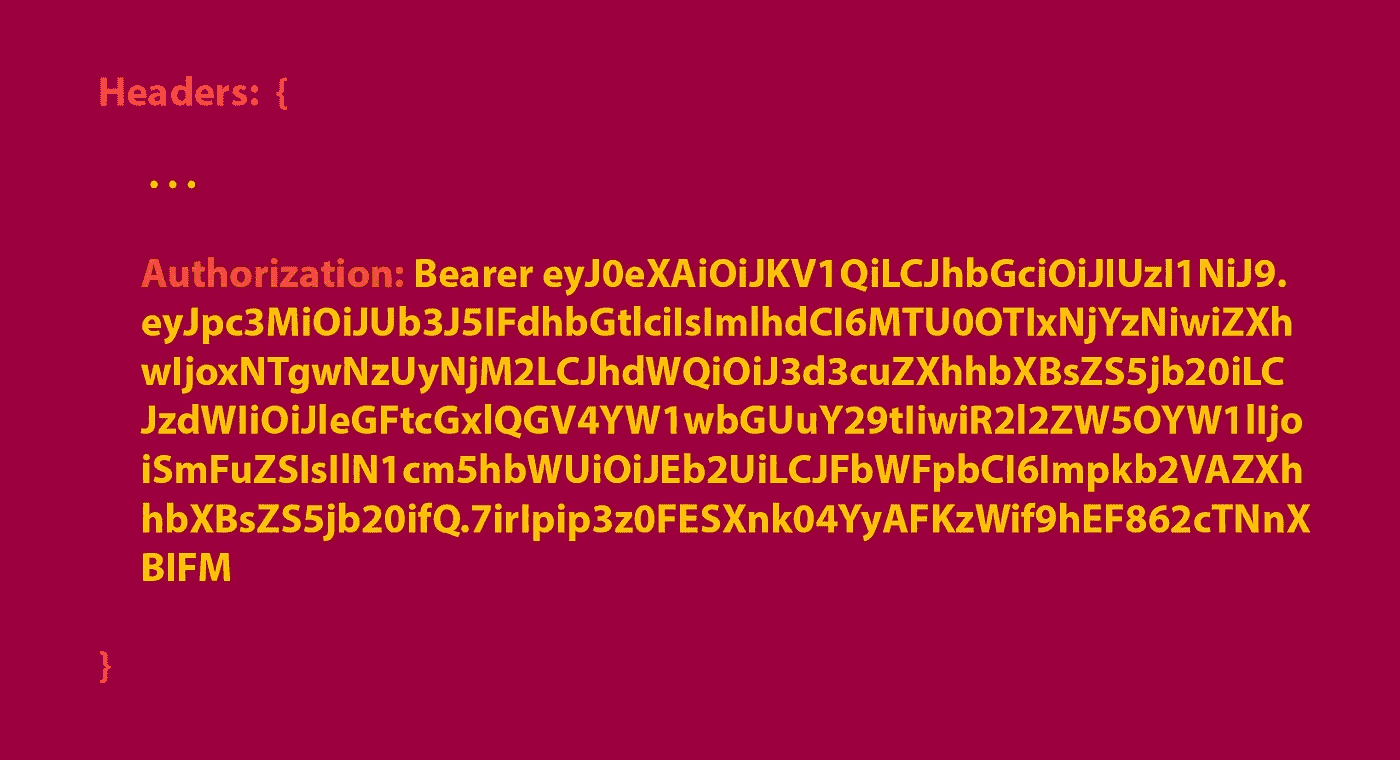 Headers: {
...
Authorization: Bearer eyJ0eXAiOiJKV1QiLCJhbGciOiJIUzI1NiJ9.
eyJpc3MiOiJUb3J5IFdhbGtlciIsImlhdCI6MTU0OTIxNjYzNiwiZXh
wIjoxNTgwNzUyNjM2LCJhdWQiOiJ3d3cuZXhhbXBsZS5jb20iLC
JzdWIiOiJleGFtcGxlQGV4YW1wbGUuY29tIiwiR2l2ZW5OYW1lIjo
iSmFuZSIsIlN1cm5hbWUiOiJEb2UiLCJFbWFpbCI6Impkb2VAZXh
hbXBsZS5jb20ifQ.7irIpip3z0FESXnk04YyAFKzWif9hEF862cTNnX
BIFM
}